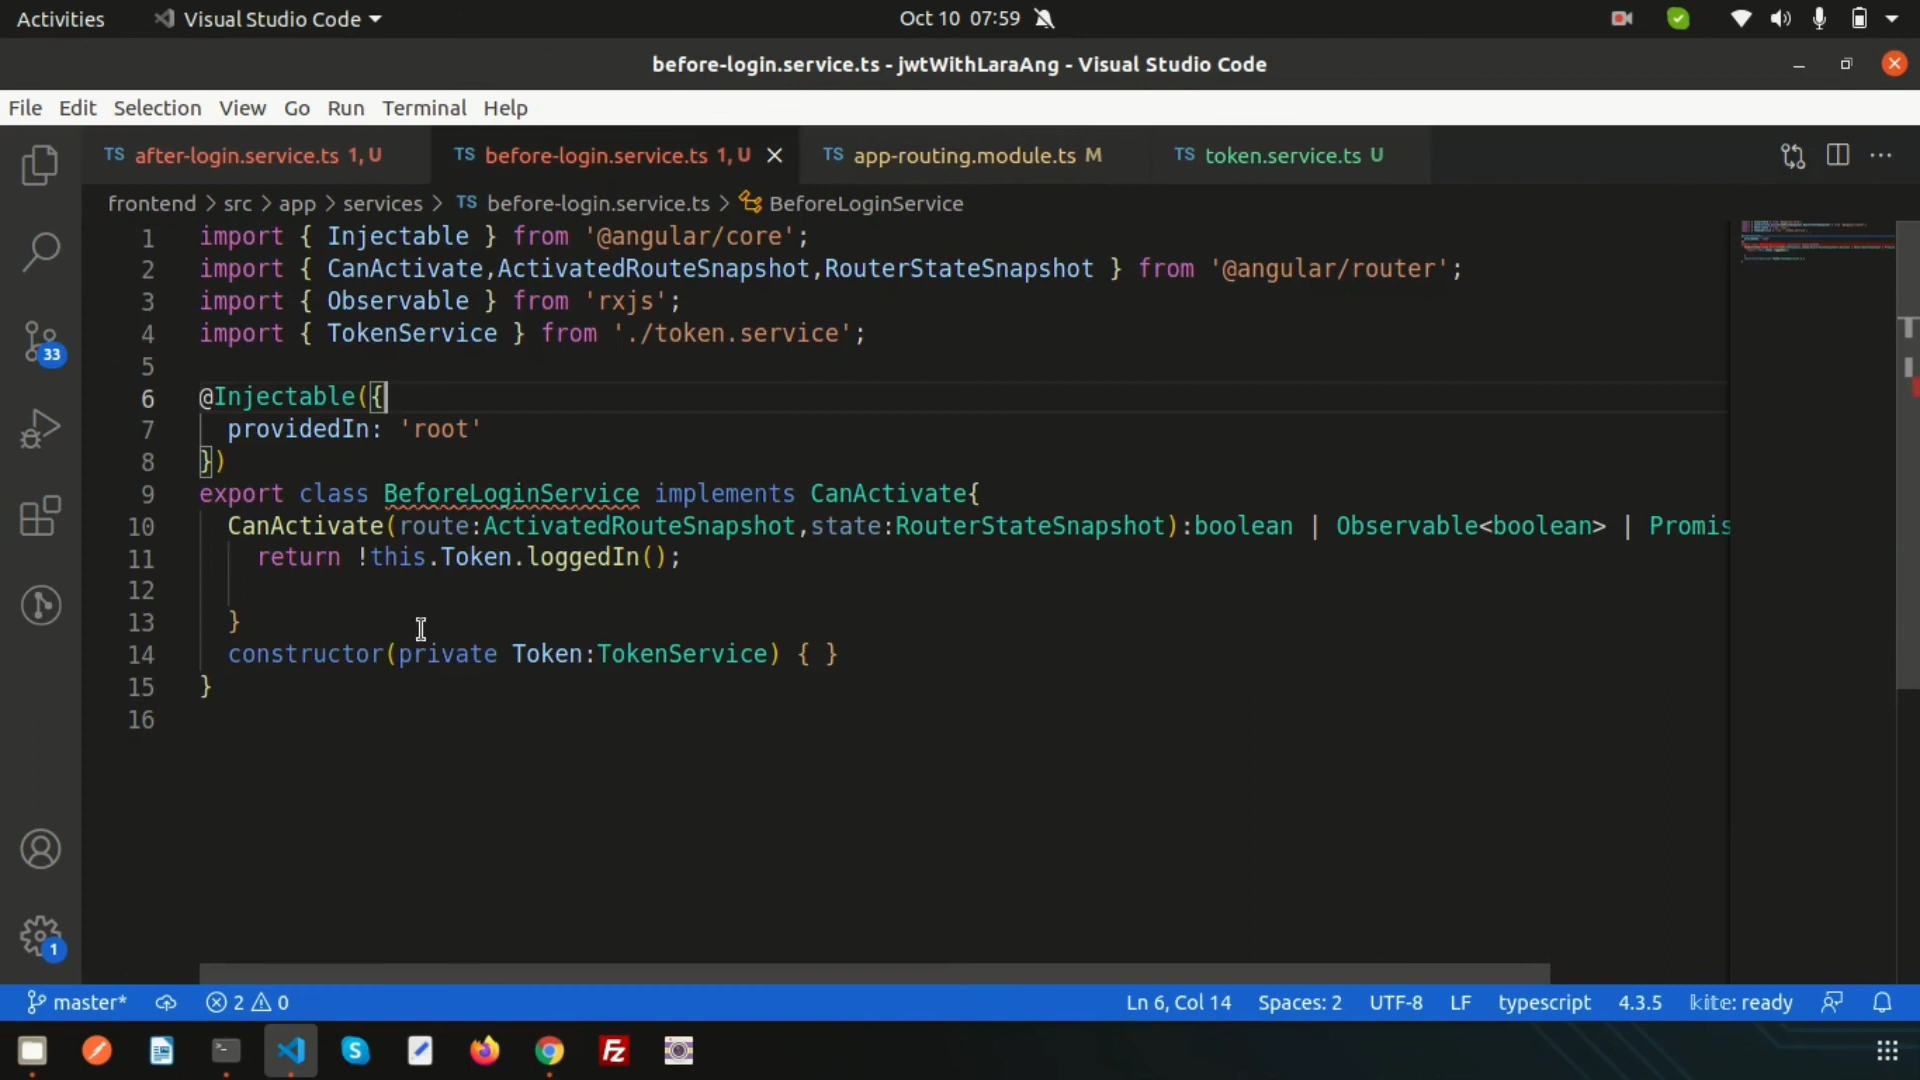 Activities Visual Studio Code Oct 10 07:59
before-login.service.ts - jwtWithLaraAng - Visual Studio Code
File Edit Selection View Go Run Terminal Help
TS after-login.service.ts 1, U TS before-login.service.ts 1, U TS app-routing.module.ts M TS token.service.ts U
frontend > src > app > services > TS before-login.service.ts > BeforeLoginService
1 import { Injectable } from '@angular/core';
2 import { CanActivate,ActivatedRouteSnapshot,RouterStateSnapshot } from '@angular/router';
3 import { Observable } from 'rxjs';
4 import { TokenService } from './token.service';
5
6 @Injectable({
7 providedIn: 'root'
8 })
9 export class BeforeLoginService implements CanActivate{
10 CanActivate(route:ActivatedRouteSnapshot,state:RouterStateSnapshot):boolean | Observable<boolean> | Promis
11 return !this.Token.loggedIn();
12
13 }
14 constructor(private Token:TokenService) { }
15 }
16
33
1
master* 2 0 Ln 6, Col 14 Spaces: 2 UTF-8 LF typescript 4.3.5 kite: ready